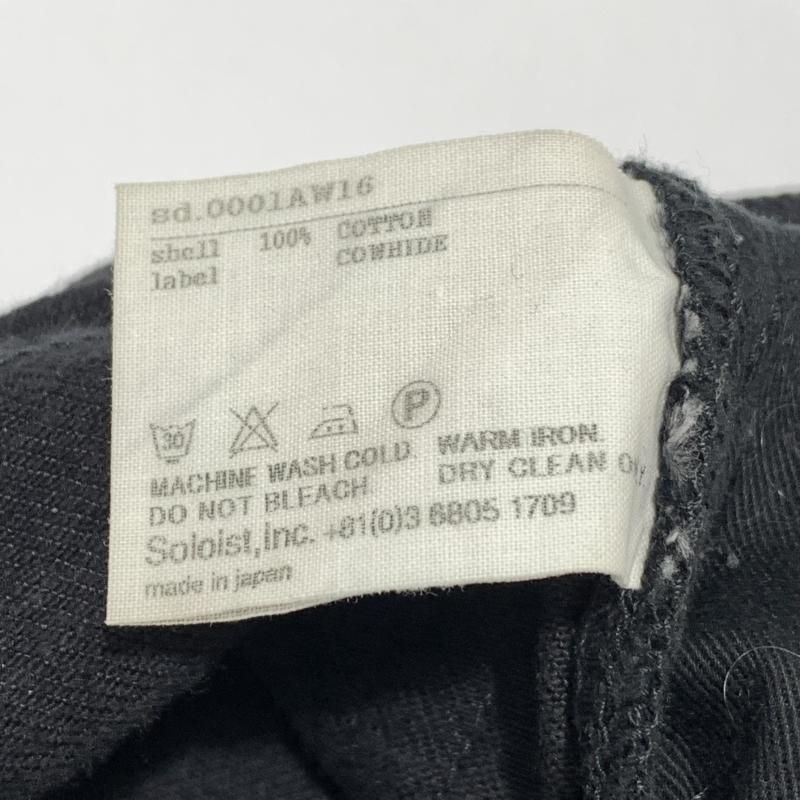 sd.0001AW16
shell 100% COTTON
label COWHIDE
30 P
MACHINE WASH COLD. WARM IRON.
DO NOT BLEACH. DRY CLEAN
Soloist,inc. +81(0)3 6805 1709
made in japan